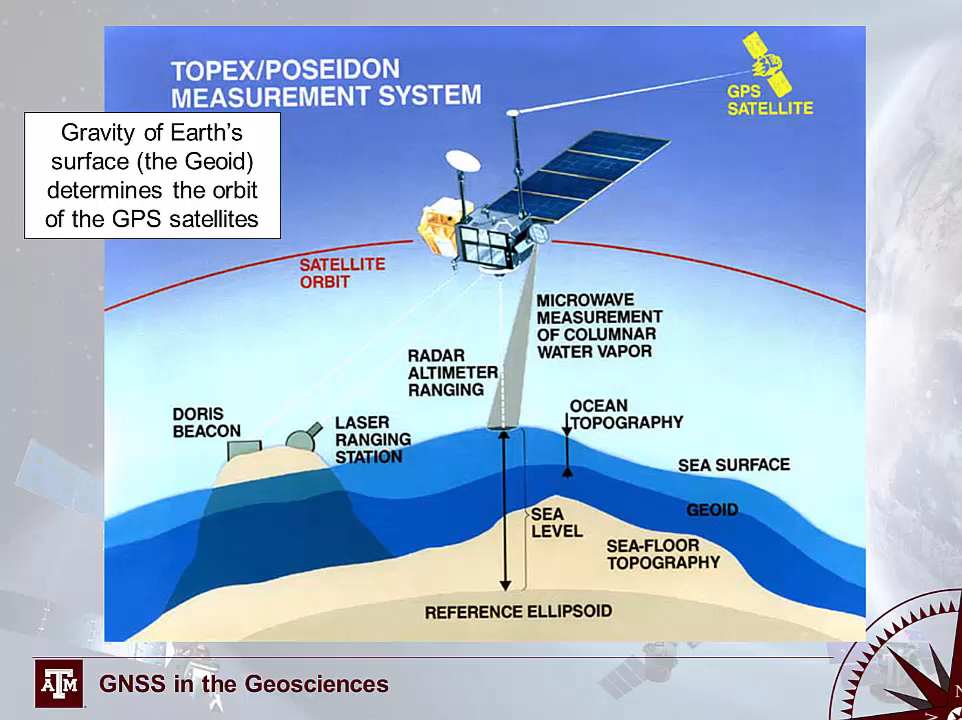 TOPEX/POSEIDON
MEASUREMENT SYSTEM
GPS
SATELLITE
Gravity of Earth’s
surface (the Geoid)
determines the orbit
of the GPS satellites
SATELLITE
ORBIT
MICROWAVE
MEASUREMENT
OF COLUMNAR
WATER VAPOR
RADAR
ALTIMETER
RANGING
DORIS
BEACON
LASER
RANGING
STATION
OCEAN
TOPOGRAPHY
SEA SURFACE
GEOID
SEA
LEVEL
SEA-FLOOR
TOPOGRAPHY
REFERENCE ELLIPSOID
ATM
GNSS in the Geosciences
N